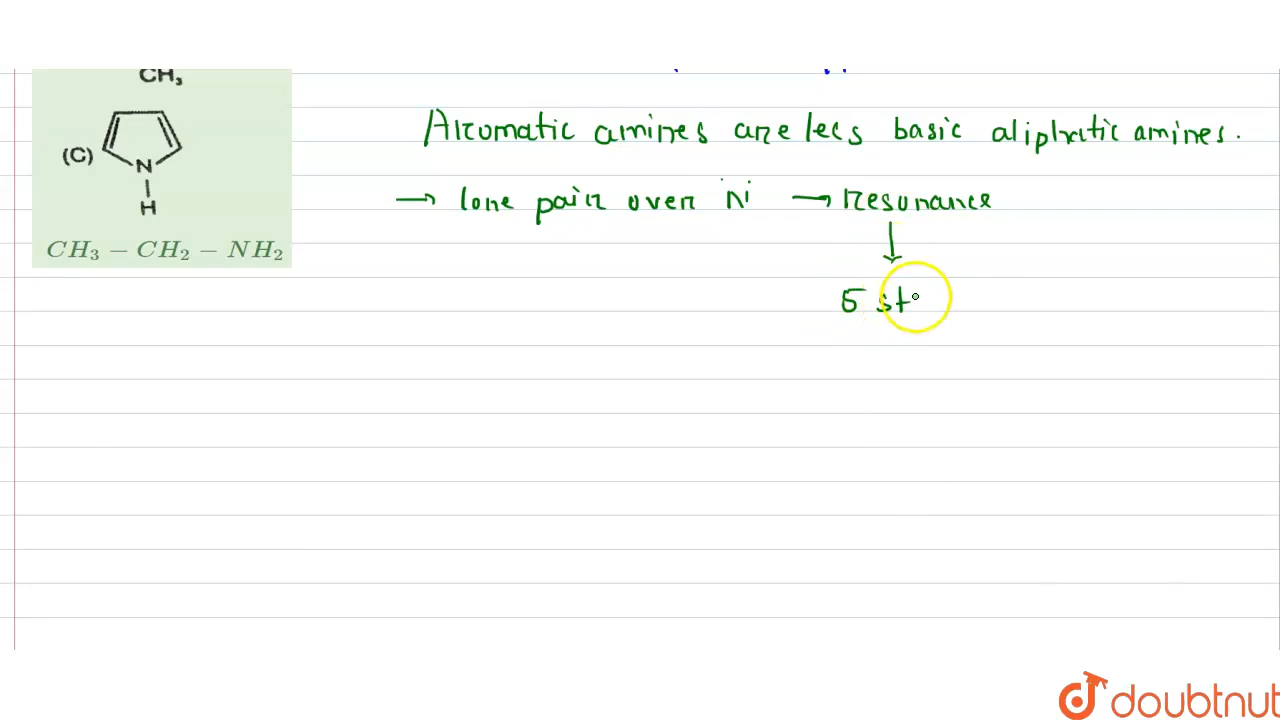 CH₃
Aromatic amines are less basic aliphatic amines.
(C)
N
H
→ lone pair over N → Resonance
↓
CH₃ − CH₂ − NH₂
5 st
doubtnut